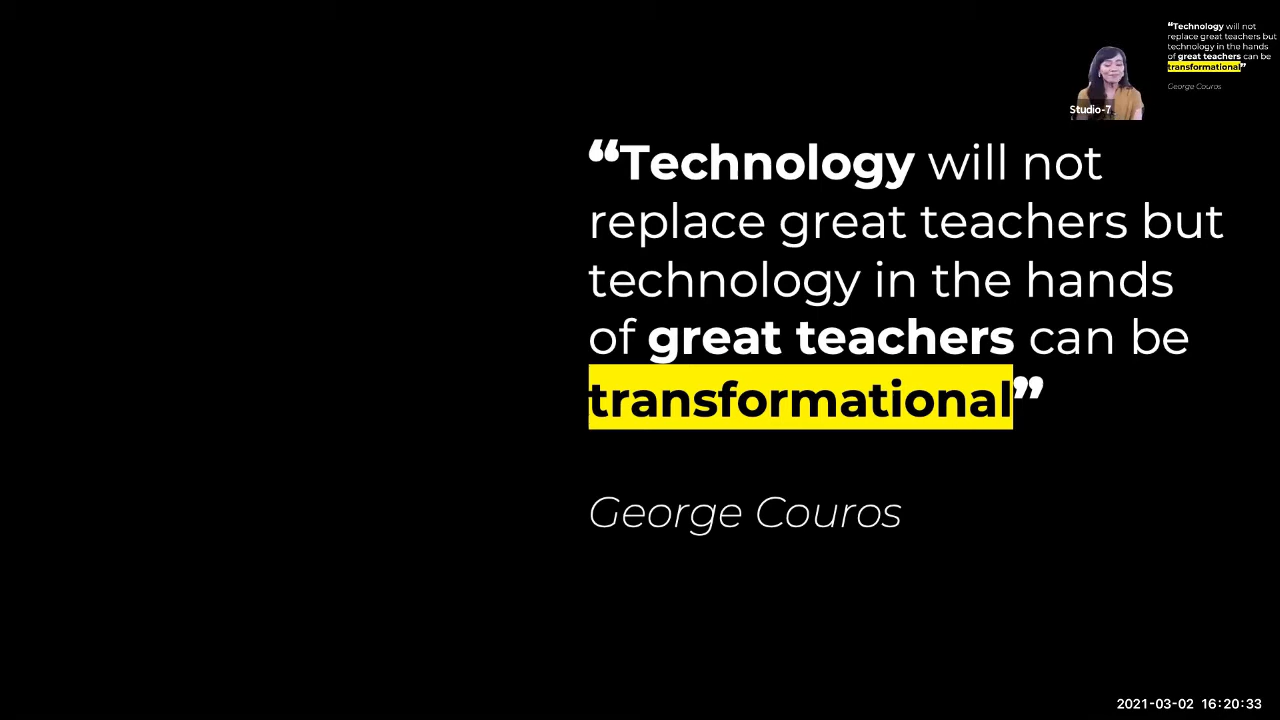 ❝Technology will not
replace great teachers but
technology in the hands
of great teachers can be
transformational❞
George Couros
Studio-7
❝Technology will not
replace great teachers but
technology in the hands
of great teachers can be
transformational❞
George Couros
2021-03-02 16:20:33